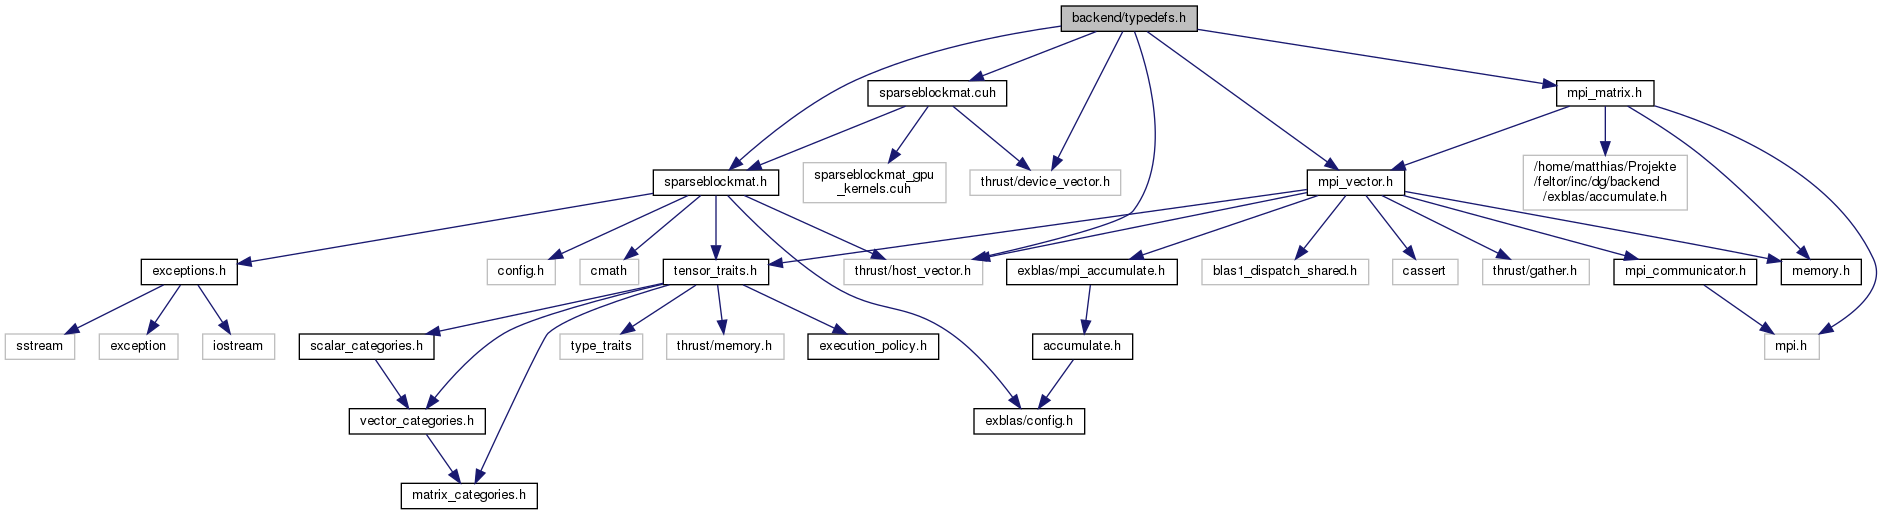 backend/typedefs.h
sparseblockmat.cuh
mpi_matrix.h
sparseblockmat.h
sparseblockmat_gpu
_kernels.cuh
thrust/device_vector.h
mpi_vector.h
/home/matthias/Projekte
/feltor/inc/dg/backend
/exblas/accumulate.h
exceptions.h
config.h
cmath
tensor_traits.h
thrust/host_vector.h
exblas/mpi_accumulate.h
blas1_dispatch_shared.h
cassert
thrust/gather.h
mpi_communicator.h
memory.h
sstream
exception
iostream
scalar_categories.h
type_traits
thrust/memory.h
execution_policy.h
accumulate.h
mpi.h
vector_categories.h
exblas/config.h
matrix_categories.h